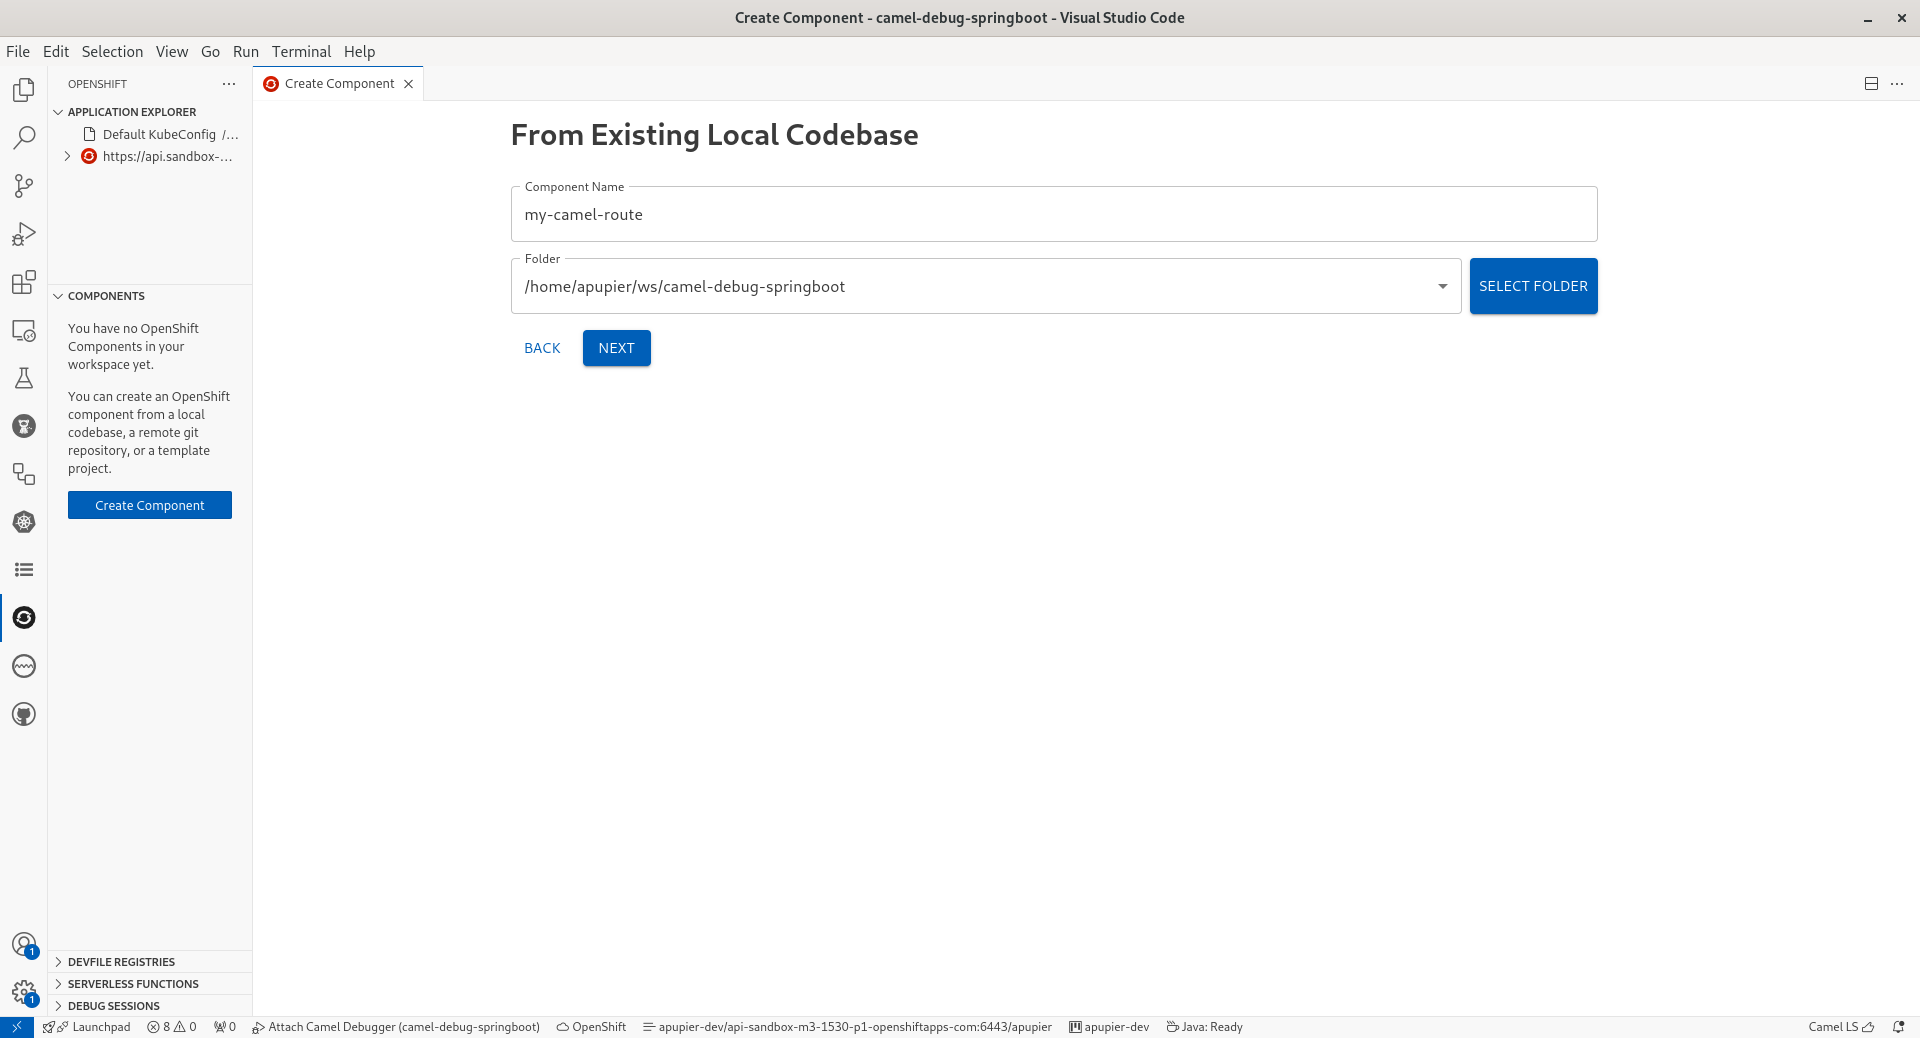 Create Component - camel-debug-springboot - Visual Studio Code
File Edit Selection View Go Run Terminal Help
OPENSHIFT
APPLICATION EXPLORER
Default KubeConfig /...
https://api.sandbox-...
COMPONENTS
You have no OpenShift
Components in your
workspace yet.
You can create an OpenShift
component from a local
codebase, a remote git
repository, or a template
project.
Create Component
DEVFILE REGISTRIES
SERVERLESS FUNCTIONS
DEBUG SESSIONS
1
1
Create Component
From Existing Local Codebase
Component Name
my-camel-route
Folder
/home/apupier/ws/camel-debug-springboot
SELECT FOLDER
BACK NEXT
Launchpad 8 0 0 Attach Camel Debugger (camel-debug-springboot) OpenShift apupier-dev/api-sandbox-m3-1530-p1-openshiftapps-com:6443/apupier apupier-dev Java: Ready Camel LS